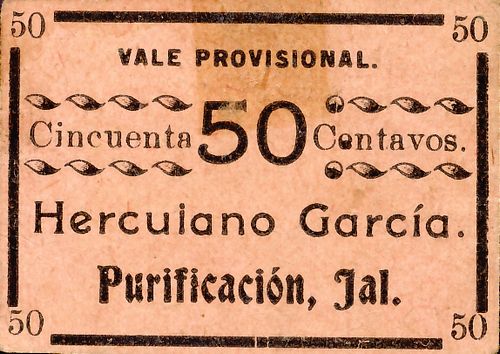 50 50
VALE PROVISIONAL.
Cincuenta 50 Centavos.
Herculano García.
Purificación, Jal.
50 50